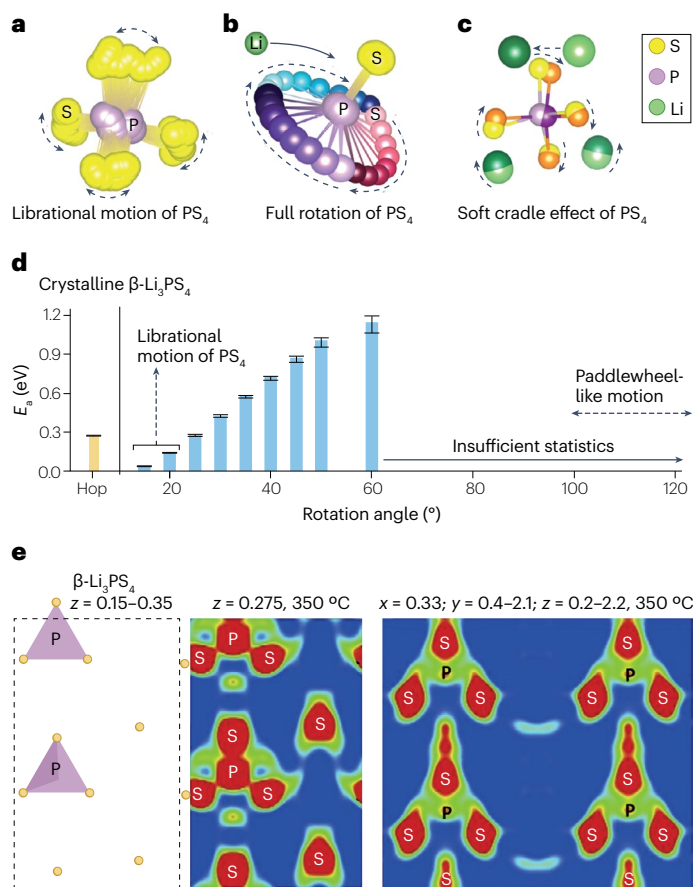 a
b
c
Li
S
P
S
P
S
S
P
Li
Librational motion of PS₄
Full rotation of PS₄
Soft cradle effect of PS₄
d
Crystalline β-Li₃PS₄
1.2
0.9
0.6
0.3
0.0
Eₐ (eV)
Librational
motion of PS₄
Paddlewheel-
like motion
Insufficient statistics
Hop
20
40
60
80
100
120
Rotation angle (°)
e
β-Li₃PS₄
z = 0.15–0.35
z = 0.275, 350 ºC
x = 0.33; y = 0.4–2.1; z = 0.2–2.2, 350 ºC
P
P
P
S
S
S
S
P
S
S
S
S
S
S
P
P
S
S
S
S
S
S
P
P
S
S
S
S
S
S